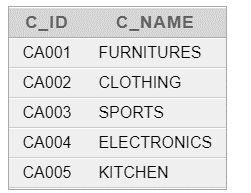 C_ID C_NAME
CA001 FURNITURES
CA002 CLOTHING
CA003 SPORTS
CA004 ELECTRONICS
CA005 KITCHEN